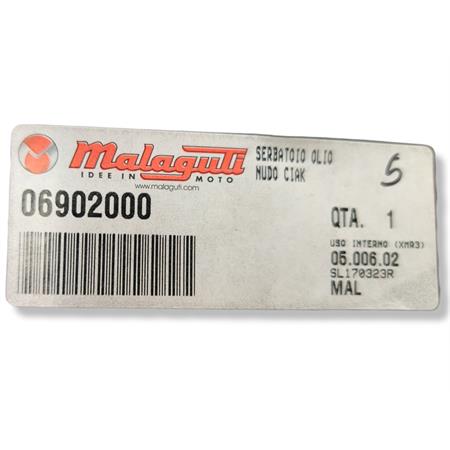 Malaguti
IDEE IN MOTO
www.malaguti.com
SERBATOIO OLIO
NUDO CIAK
5
06902000
QTA. 1
USO INTERNO (XMR3)
05.006.02
SL170323R
MAL